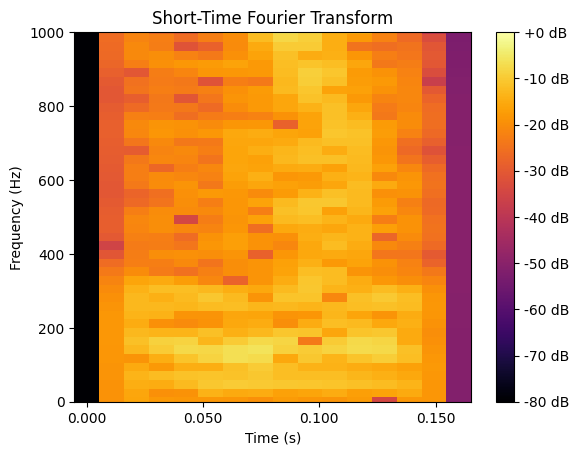 Short-Time Fourier Transform
1000
800
600
400
200
0
Frequency (Hz)
0.000
0.050
0.100
0.150
Time (s)
+0 dB
-10 dB
-20 dB
-30 dB
-40 dB
-50 dB
-60 dB
-70 dB
-80 dB